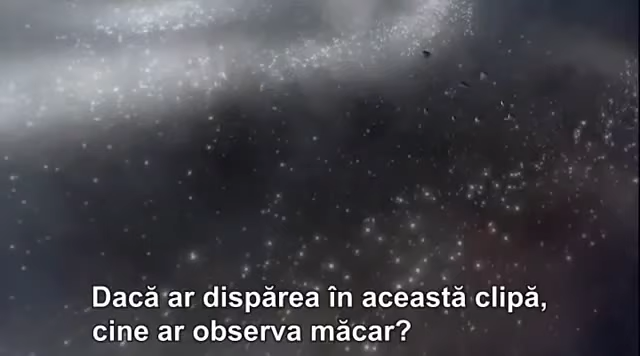 Dacă ar dispărea în această clipă,
cine ar observa măcar?